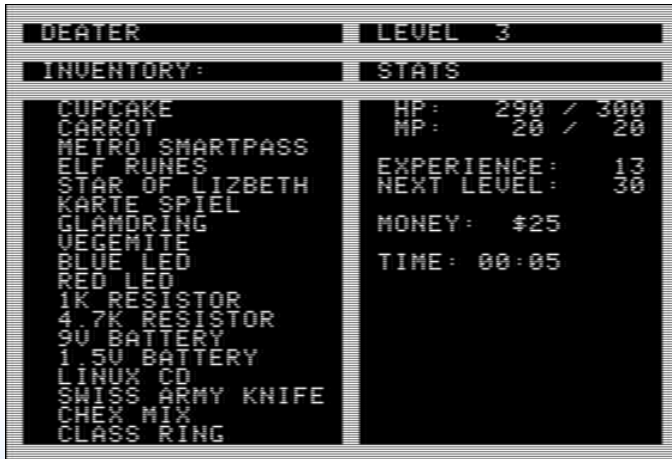 DEATER
LEVEL 3
INVENTORY:
STATS
CUPCAKE
CARROT
METRO SMARTPASS
ELF RUNES
STAR OF LIZBETH
KARTE SPIEL
GLAMDRING
VEGEMITE
BLUE LED
RED LED
1K RESISTOR
4.7K RESISTOR
9V BATTERY
1.5V BATTERY
LINUX CD
SWISS ARMY KNIFE
CHEX MIX
CLASS RING
HP: 290 / 300
MP: 20 / 20
EXPERIENCE: 13
NEXT LEVEL: 30
MONEY: $25
TIME: 00:05